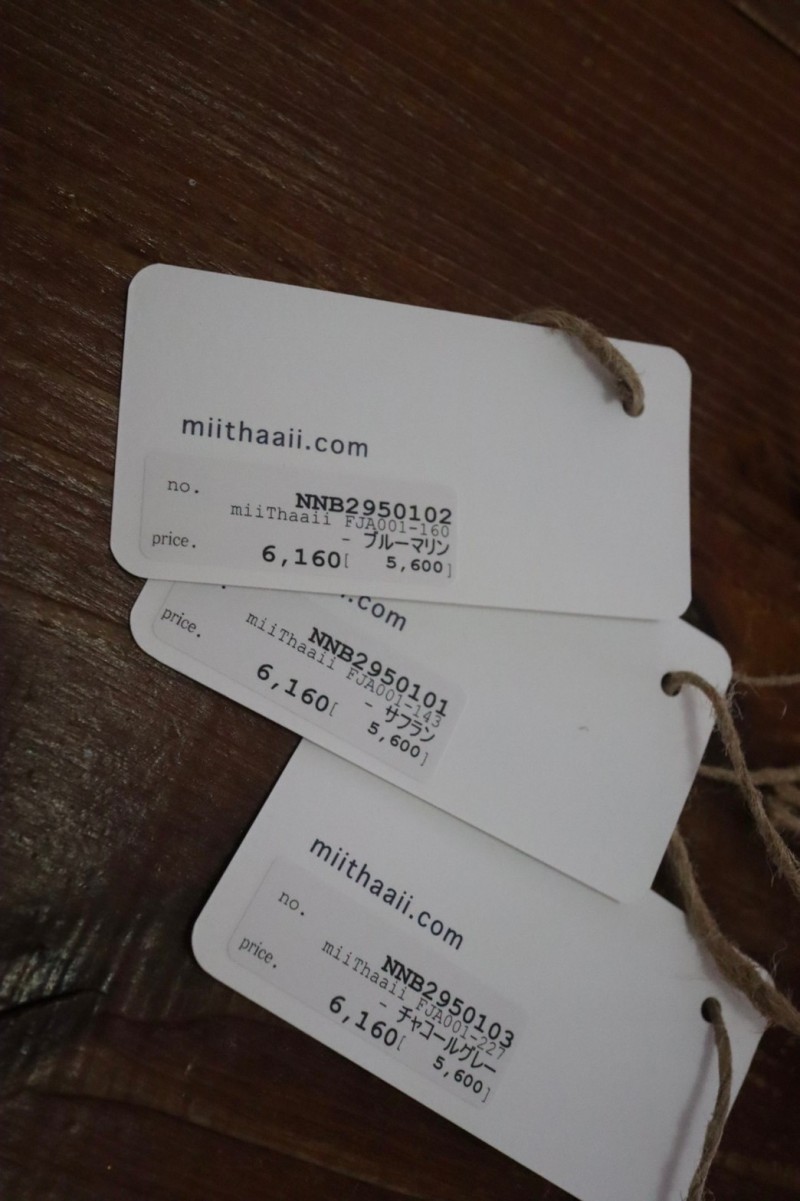 miithaaii.com
no.
NNB2950102
miiThaaii FJA001-160
- ブルーマリン
price.
6,160[ 5,600]
.com
NNB2950101
miiThaaii FJA001-143
- サフラン
price.
6,160[ 5,600]
miithaaii.com
no.
NNB2950103
miiThaaii FJA001-227
- チャコールグレー
price.
6,160[ 5,600]